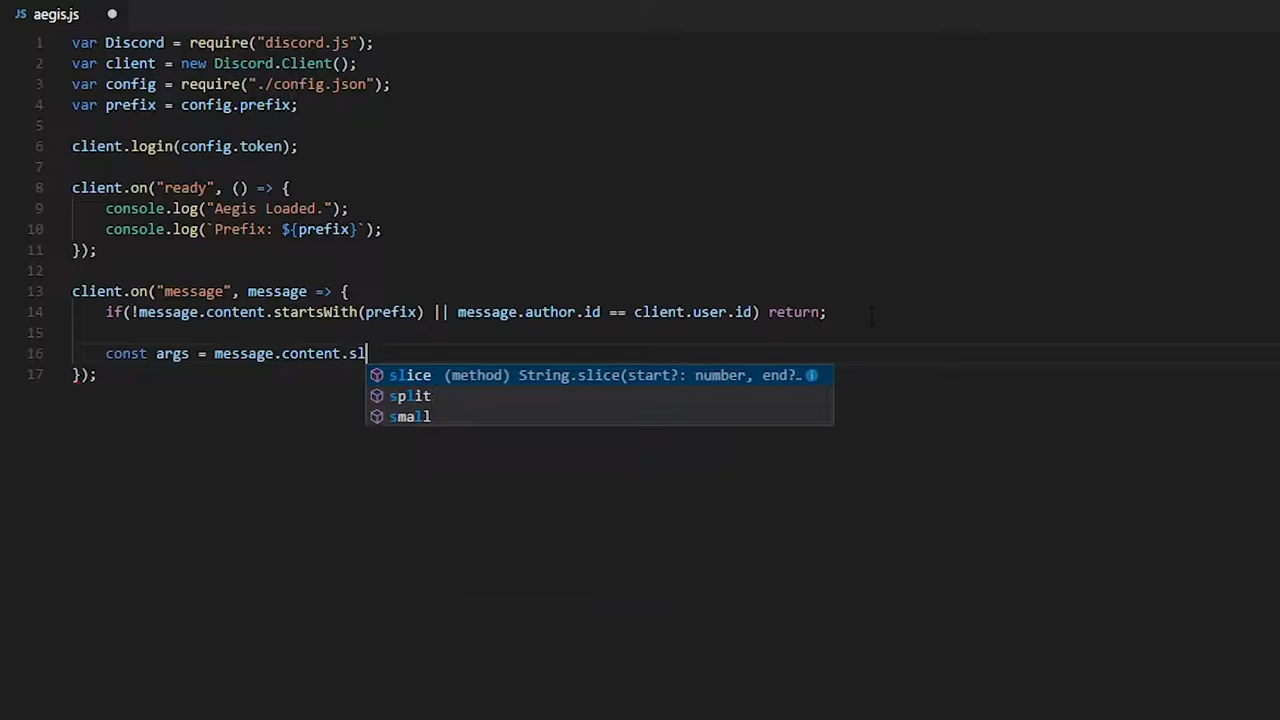 JS aegis.js
1 var Discord = require("discord.js");
2 var client = new Discord.Client();
3 var config = require("./config.json");
4 var prefix = config.prefix;
5
6 client.login(config.token);
7
8 client.on("ready", () => {
9 console.log("Aegis Loaded.");
10 console.log(`Prefix: ${prefix}`);
11 });
12
13 client.on("message", message => {
14 if(!message.content.startsWith(prefix) || message.author.id == client.user.id) return;
15
16 const args = message.content.sl
slice (method) String.slice(start?: number, end?…
17 });
split
small